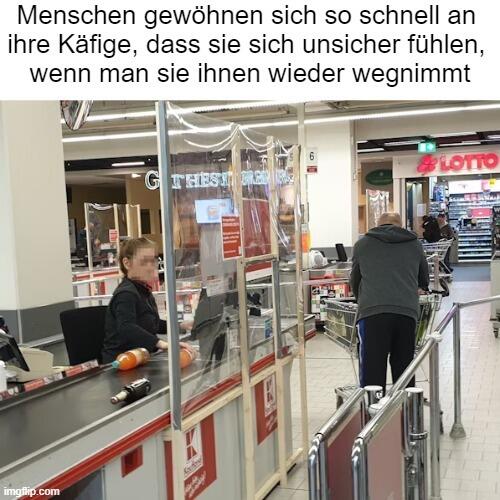 Menschen gewöhnen sich so schnell an
ihre Käfige, dass sie sich unsicher fühlen,
wenn man sie ihnen wieder wegnimmt
6
LOTTO
Kaufland
imgflip.com